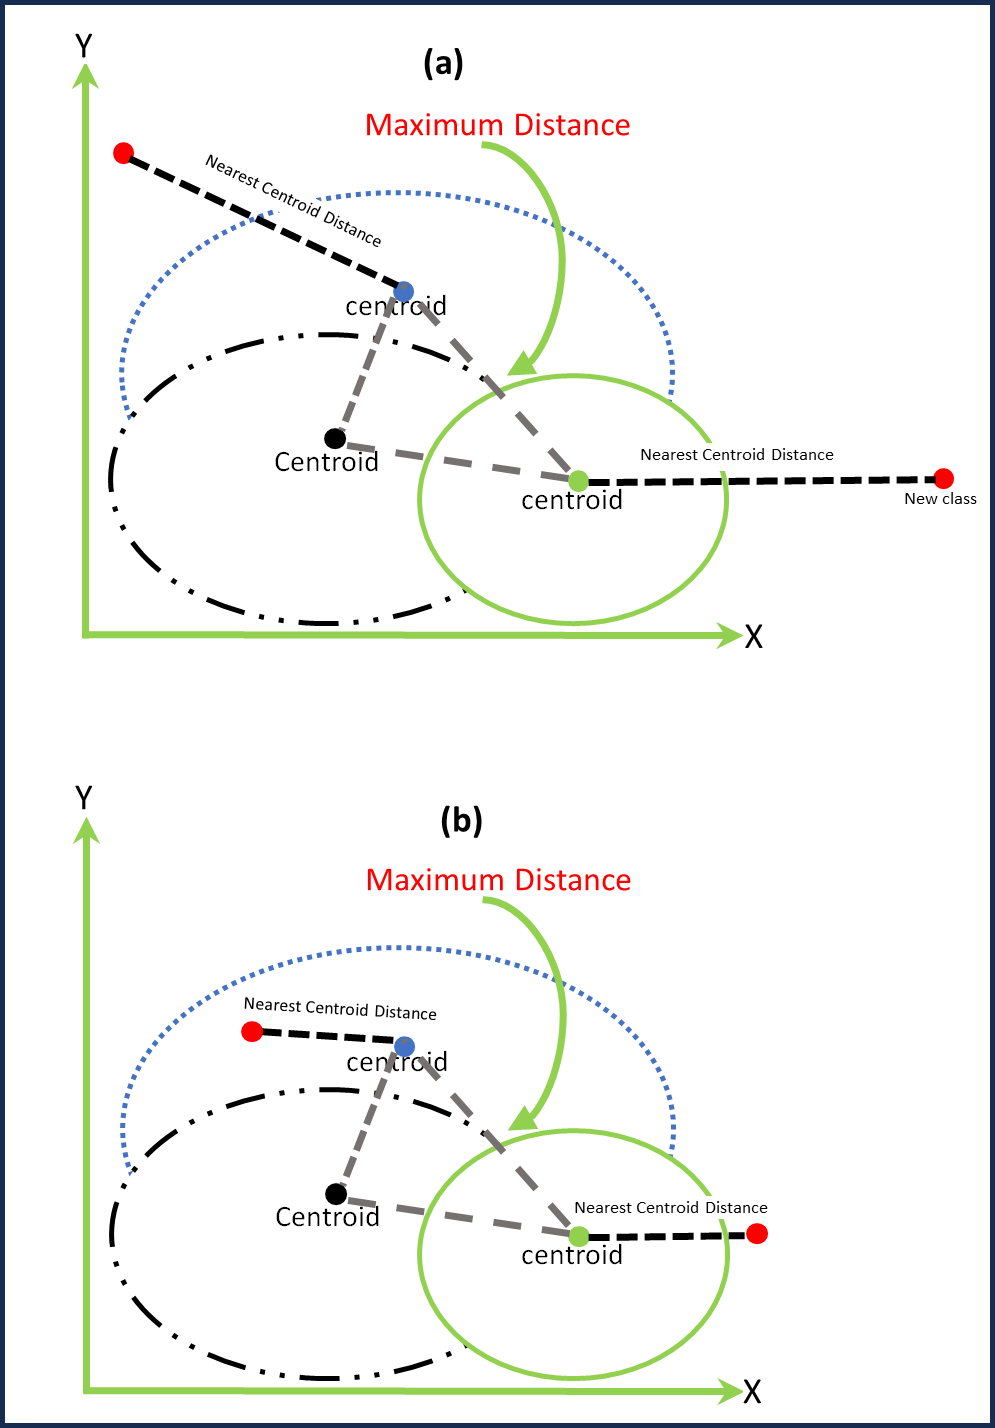 Y
(a)
Maximum Distance
Nearest Centroid Distance
centroid
Centroid
Nearest Centroid Distance
centroid
New class
X
Y
(b)
Maximum Distance
Nearest Centroid Distance
centroid
Centroid
Nearest Centroid Distance
centroid
X